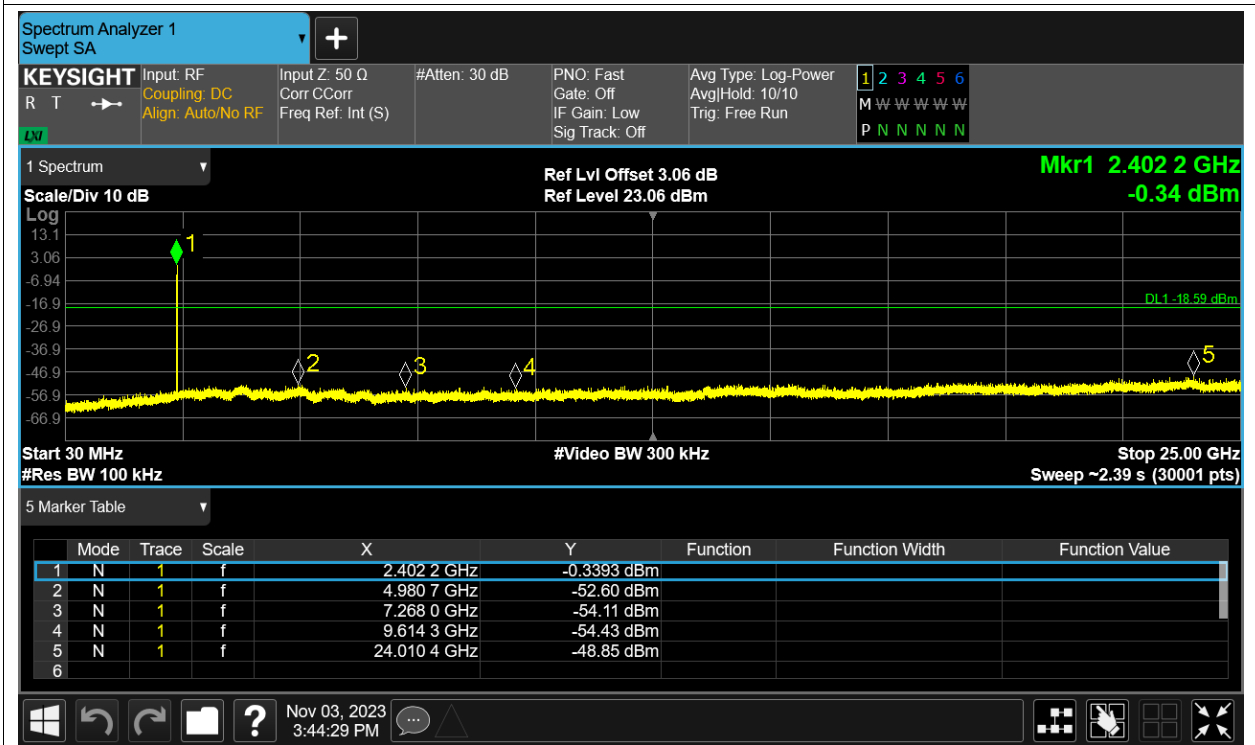 Spectrum Analyzer 1
Swept SA
+
KEYSIGHT Input: RF Input Z: 50 Ω #Atten: 30 dB PNO: Fast Avg Type: Log-Power 1 2 3 4 5 6
R T Coupling: DC Corr CCorr Gate: Off Avg|Hold: 10/10 M W W W W W W
Align: Auto/No RF Freq Ref: Int (S) IF Gain: Low Trig: Free Run
LXI Sig Track: Off P N N N N N N
1 Spectrum Ref Lvl Offset 3.06 dB Mkr1 2.402 2 GHz
Scale/Div 10 dB Ref Level 23.06 dBm -0.34 dBm
Log
13.1
1
3.06
-6.94
-16.9 DL1 -18.59 dBm
-26.9
-36.9
2 3 4 5
-46.9
-56.9
-66.9
Start 30 MHz #Video BW 300 kHz Stop 25.00 GHz
#Res BW 100 kHz Sweep ~2.39 s (30001 pts)
5 Marker Table
Mode Trace Scale X Y Function Function Width Function Value
1 N 1 f 2.402 2 GHz -0.3393 dBm
2 N 1 f 4.980 7 GHz -52.60 dBm
3 N 1 f 7.268 0 GHz -54.11 dBm
4 N 1 f 9.614 3 GHz -54.43 dBm
5 N 1 f 24.010 4 GHz -48.85 dBm
6
? Nov 03, 2023
3:44:29 PM